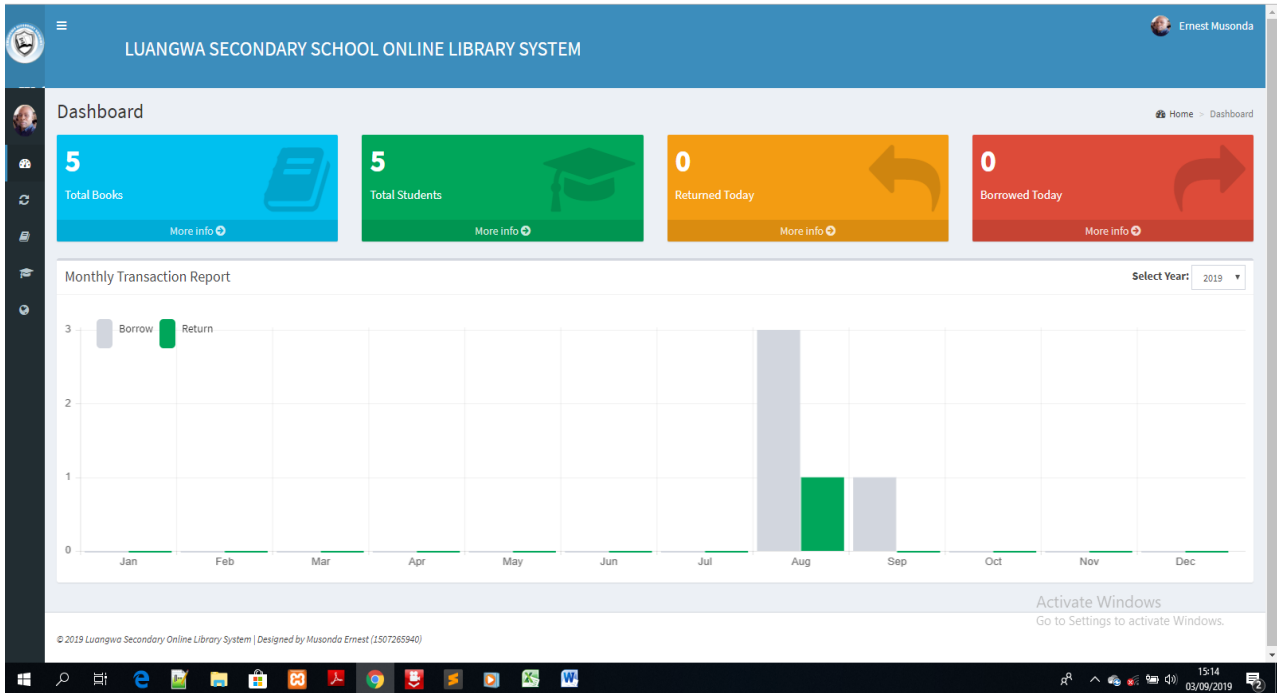 Ernest Musonda
LUANGWA SECONDARY SCHOOL ONLINE LIBRARY SYSTEM
Dashboard
Home > Dashboard
5
Total Books
More info
5
Total Students
More info
0
Returned Today
More info
0
Borrowed Today
More info
Monthly Transaction Report
Select Year: 2019
Borrow Return
3
2
1
0
Jan Feb Mar Apr May Jun Jul Aug Sep Oct Nov Dec
Activate Windows
Go to Settings to activate Windows.
© 2019 Luangwa Secondary Online Library System | Designed by Musonda Ernest (1507265940)
15:14
03/09/2019
2